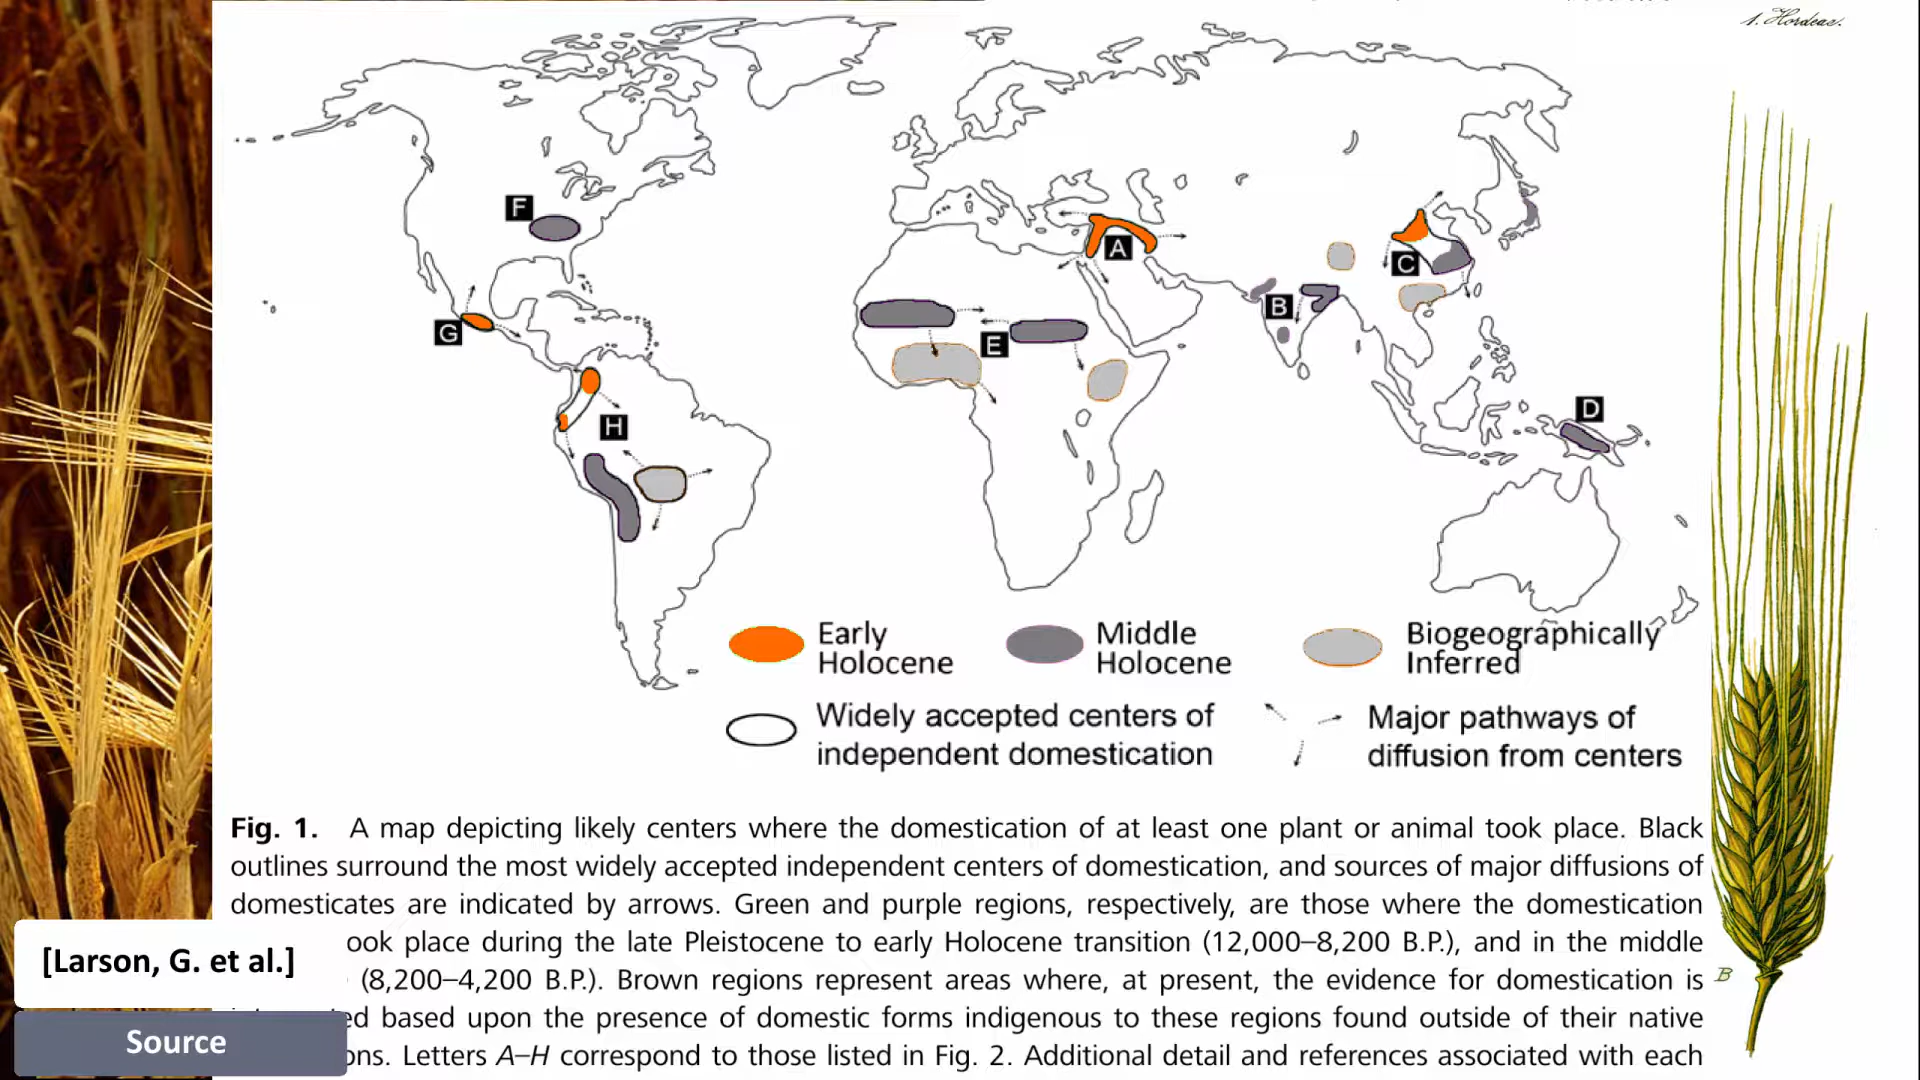 1. Hordeae.
F
A
C
B
G
E
D
H
Early
Holocene
Middle
Holocene
Biogeographically
Inferred
Widely accepted centers of
independent domestication
Major pathways of
diffusion from centers
Fig. 1. A map depicting likely centers where the domestication of at least one plant or animal took place. Black
outlines surround the most widely accepted independent centers of domestication, and sources of major diffusions of
domesticates are indicated by arrows. Green and purple regions, respectively, are those where the domestication
ook place during the late Pleistocene to early Holocene transition (12,000–8,200 B.P.), and in the middle
(8,200–4,200 B.P.). Brown regions represent areas where, at present, the evidence for domestication is
ed based upon the presence of domestic forms indigenous to these regions found outside of their native
ons. Letters A–H correspond to those listed in Fig. 2. Additional detail and references associated with each
[Larson, G. et al.]
Source
B